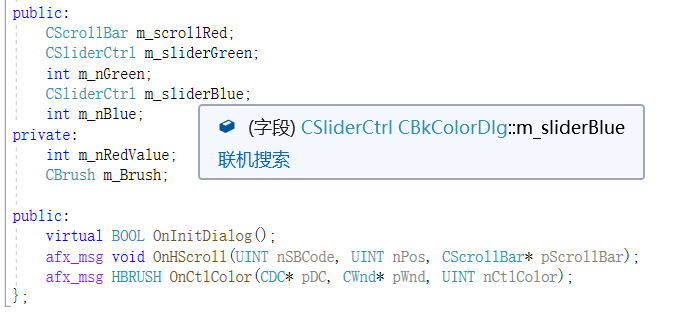 public:
CScrollBar m_scrollRed;
CSliderCtrl m_sliderGreen;
int m_nGreen;
CSliderCtrl m_sliderBlue;
int m_nBlue;
(字段) CSliderCtrl CBkColorDlg::m_sliderBlue
联机搜索
private:
int m_nRedValue;
CBrush m_Brush;
public:
virtual BOOL OnInitDialog();
afx_msg void OnHScroll(UINT nSBCode, UINT nPos, CScrollBar* pScrollBar);
afx_msg HBRUSH OnCtlColor(CDC* pDC, CWnd* pWnd, UINT nCtlColor);
};